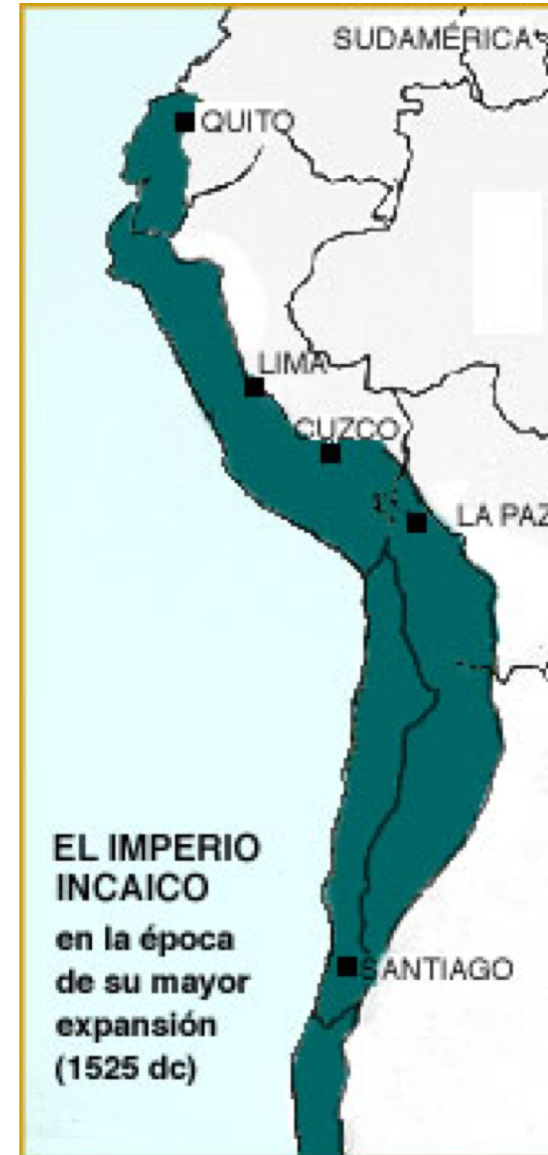 SUDAMÉRICA
QUITO
LIMA
CUZCO
LA PAZ
SANTIAGO
EL IMPERIO
INCAICO
en la época
de su mayor
expansión
(1525 dc)